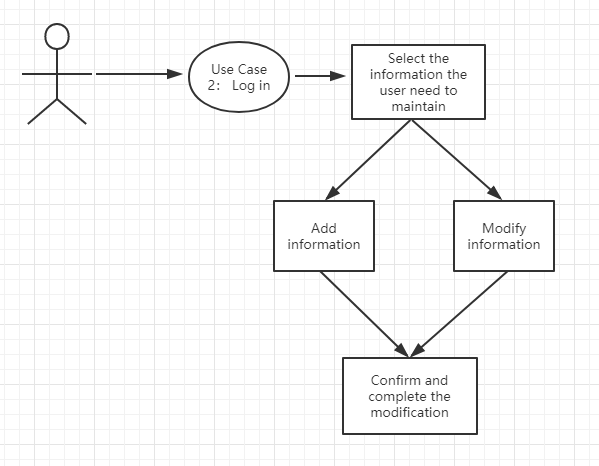 Use Case
2: Log in
Select the
information the
user need to
maintain
Add
information
Modify
information
Confirm and
complete the
modification